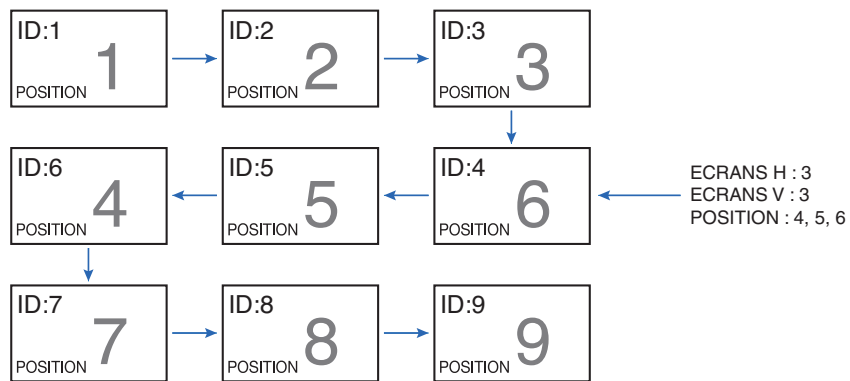 ID:1
1
POSITION
ID:2
2
POSITION
ID:3
3
POSITION
ID:6
4
POSITION
ID:5
5
POSITION
ID:4
6
POSITION
ECRANS H : 3
ECRANS V : 3
POSITION : 4, 5, 6
ID:7
7
POSITION
ID:8
8
POSITION
ID:9
9
POSITION